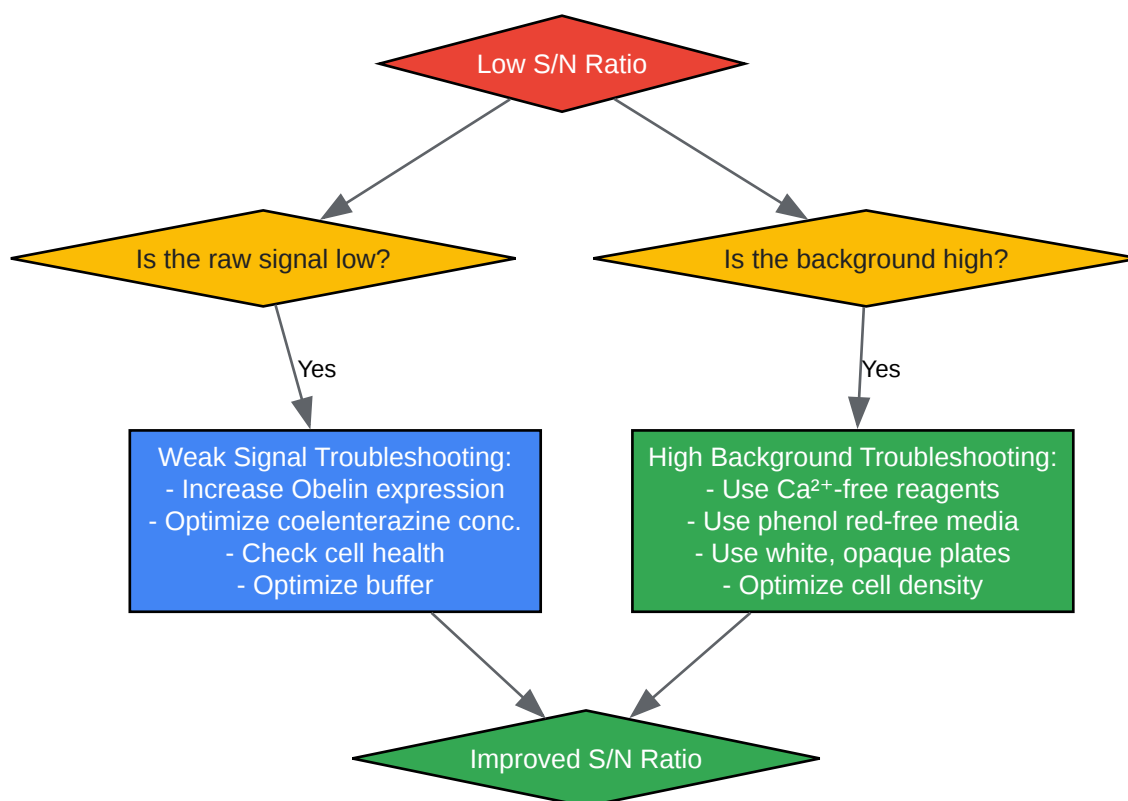 Low S/N Ratio
Is the raw signal low?
Is the background high?
Yes
Yes
Weak Signal Troubleshooting:
- Increase Obelin expression
- Optimize coelenterazine conc.
- Check cell health
- Optimize buffer
High Background Troubleshooting:
- Use Ca²⁺-free reagents
- Use phenol red-free media
- Use white, opaque plates
- Optimize cell density
Improved S/N Ratio